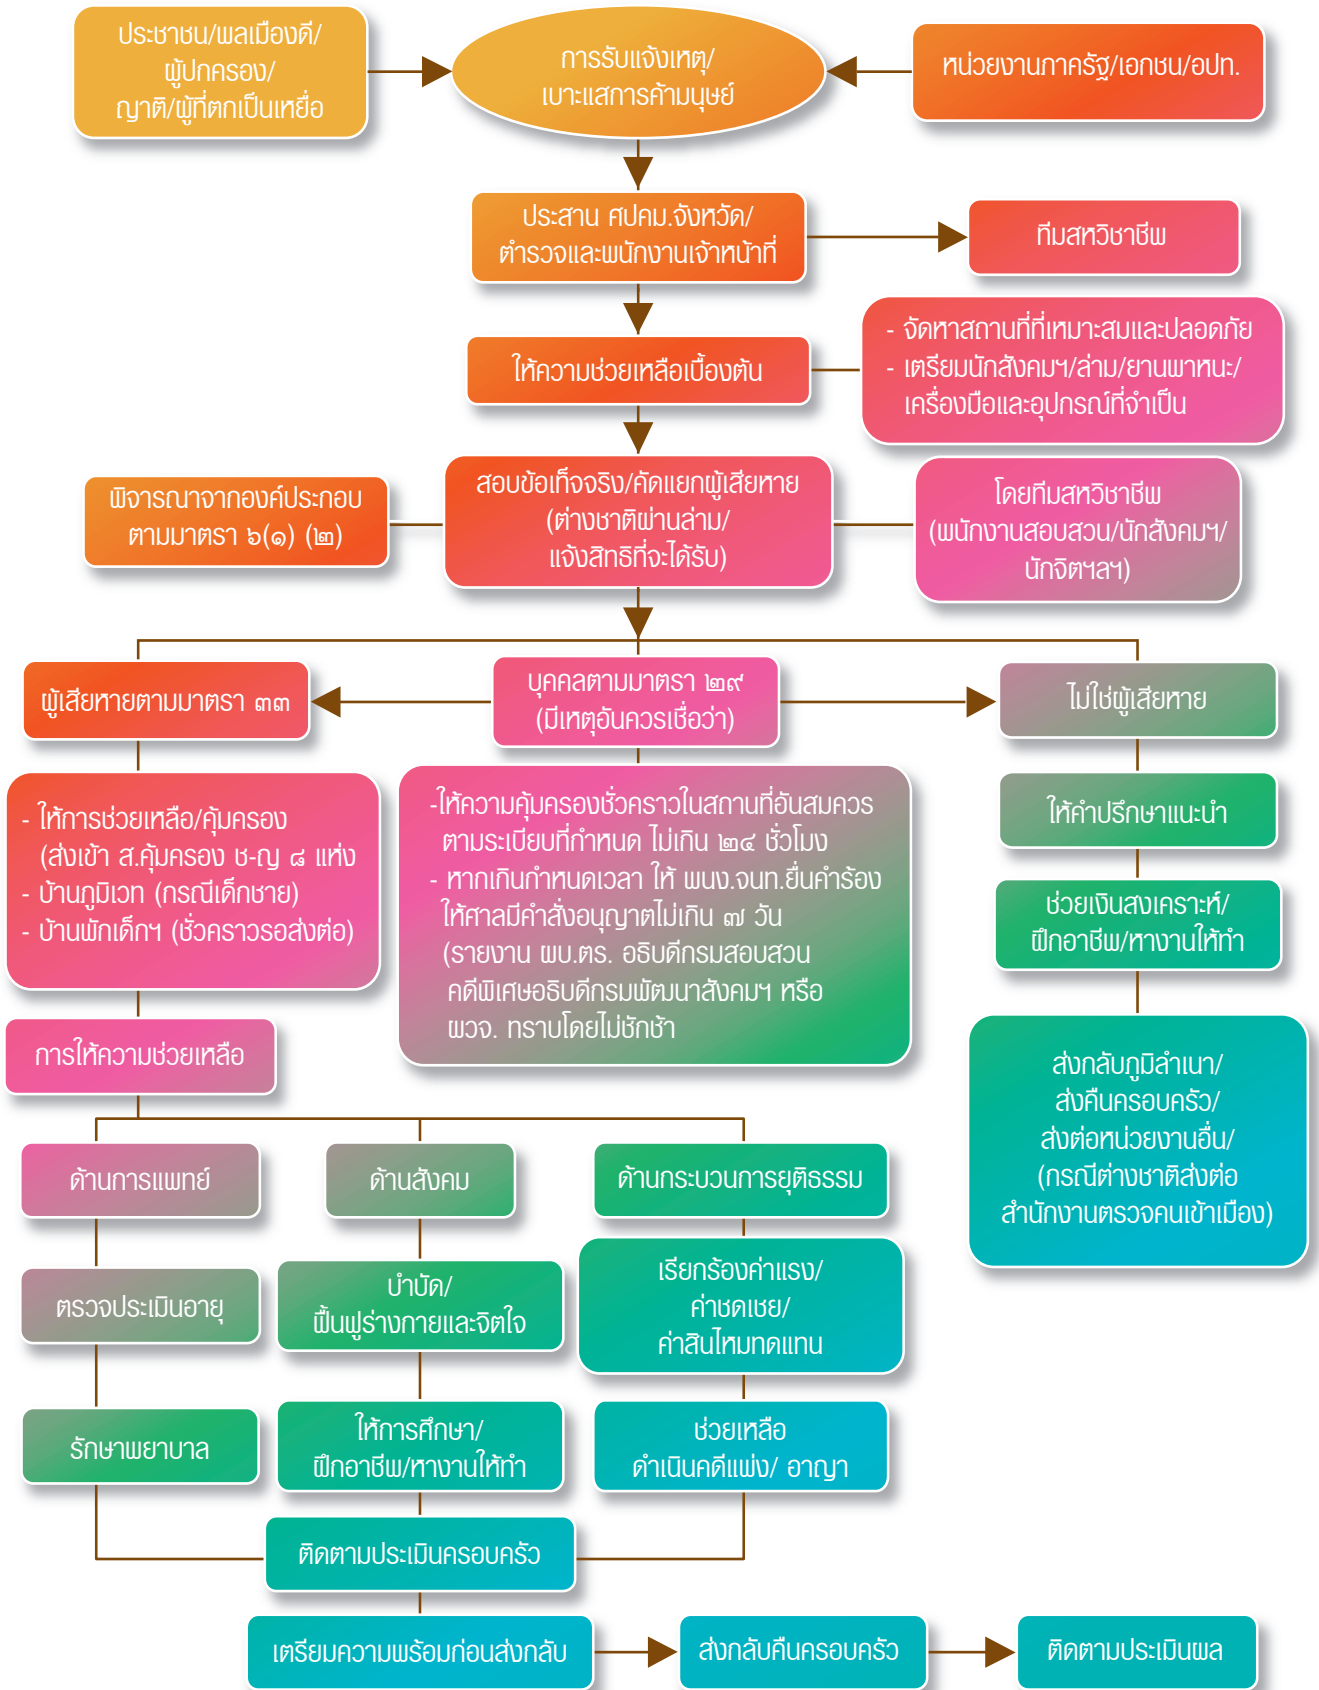 ประชาชน/พลเมืองดี/
ผู้ปกครอง/
ญาติ/ผู้ที่ตกเป็นเหยื่อ
การรับแจ้งเหตุ/
เบาะแสการค้ามนุษย์
หน่วยงานภาครัฐ/เอกชน/อปท.
ประสาน ศปคม.จังหวัด/
ตำรวจและพนักงานเจ้าหน้าที่
ทีมสหวิชาชีพ
ให้ความช่วยเหลือเบื้องต้น
- จัดหาสถานที่ที่เหมาะสมและปลอดภัย
- เตรียมนักสังคมฯ/ล่าม/ยานพาหนะ/
เครื่องมือและอุปกรณ์ที่จำเป็น
พิจารณาจากองค์ประกอบ
ตามมาตรา ๖(๑) (๒)
สอบข้อเท็จจริง/คัดแยกผู้เสียหาย
(ต่างชาติผ่านล่าม/
แจ้งสิทธิที่จะได้รับ)
โดยทีมสหวิชาชีพ
(พนักงานสอบสวน/นักสังคมฯ/
นักจิตฯลฯ)
ผู้เสียหายตามมาตรา ๓๓
บุคคลตามมาตรา ๒๙
(มีเหตุอันควรเชื่อว่า)
ไม่ใช่ผู้เสียหาย
- ให้การช่วยเหลือ/คุ้มครอง
(ส่งเข้า ส.คุ้มครอง ช-ญ ๘ แห่ง
- บ้านภูมิเวท (กรณีเด็กชาย)
- บ้านพักเด็กฯ (ชั่วคราวรอส่งต่อ)
-ให้ความคุ้มครองชั่วคราวในสถานที่อันสมควร
ตามระเบียบที่กำหนด ไม่เกิน ๒๔ ชั่วโมง
- หากเกินกำหนดเวลา ให้ พนง.จนท.ยื่นคำร้อง
ให้ศาลมีคำสั่งอนุญาตไม่เกิน ๗ วัน
(รายงาน ผบ.ตร. อธิบดีกรมสอบสวน
คดีพิเศษอธิบดีกรมพัฒนาสังคมฯ หรือ
ผวจ. ทราบโดยไม่ชักช้า
ให้คำปรึกษาแนะนำ
ช่วยเงินสงเคราะห์/
ฝึกอาชีพ/หางานให้ทำ
ส่งกลับภูมิลำเนา/
ส่งคืนครอบครัว/
ส่งต่อหน่วยงานอื่น/
(กรณีต่างชาติส่งต่อ
สำนักงานตรวจคนเข้าเมือง)
การให้ความช่วยเหลือ
ด้านการแพทย์
ด้านสังคม
ด้านกระบวนการยุติธรรม
ตรวจประเมินอายุ
บำบัด/
ฟื้นฟูร่างกายและจิตใจ
เรียกร้องค่าแรง/
ค่าชดเชย/
ค่าสินไหมทดแทน
รักษาพยาบาล
ให้การศึกษา/
ฝึกอาชีพ/หางานให้ทำ
ช่วยเหลือ
ดำเนินคดีแพ่ง/ อาญา
ติดตามประเมินครอบครัว
เตรียมความพร้อมก่อนส่งกลับ
ส่งกลับคืนครอบครัว
ติดตามประเมินผล